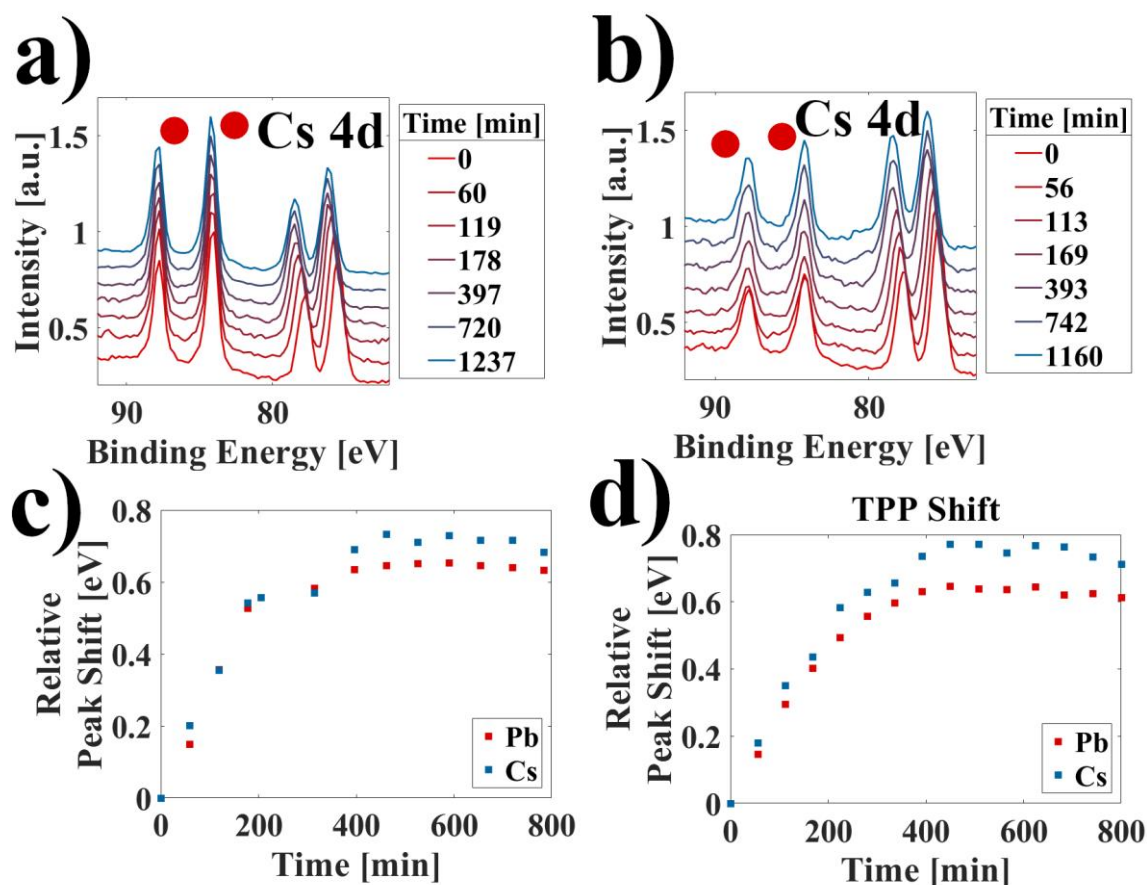 a)
Cs 4d
Intensity [a.u.]
1.5
1
0.5
90
80
Binding Energy [eV]
Time [min]
0
60
119
178
397
720
1237
b)
Cs 4d
Intensity [a.u.]
1.5
1
0.5
90
80
Binding Energy [eV]
Time [min]
0
56
113
169
393
742
1160
c)
Relative
Peak Shift [eV]
0.8
0.6
0.4
0.2
0
0
200
400
600
800
Time [min]
Pb
Cs
d)
TPP Shift
Relative
Peak Shift [eV]
0.8
0.6
0.4
0.2
0
0
200
400
600
800
Time [min]
Pb
Cs